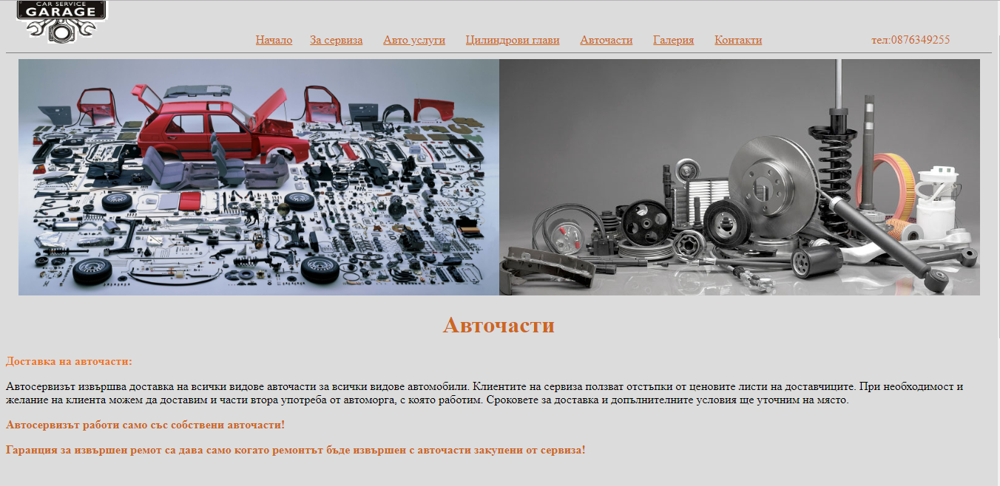 CAR SERVICE
GARAGE
Начало За сервиза Авто услуги Цилиндрови глави Авточасти Галерия Контакти тел:0876349255
Авточасти
Доставка на авточасти:
Автосервизът извършва доставка на всички видове авточасти за всички видове автомобили. Клиентите на сервиза ползват отстъпки от ценовите листи на доставчиците. При необходимост и
желание на клиента можем да доставим и части втора употреба от автоморга, с която работим. Сроковете за доставка и допълнителните условия ще уточним на място.
Автосервизът работи само със собствени авточасти!
Гаранция за извършен ремот са дава само когато ремонтът бъде извършен с авточасти закупени от сервиза!